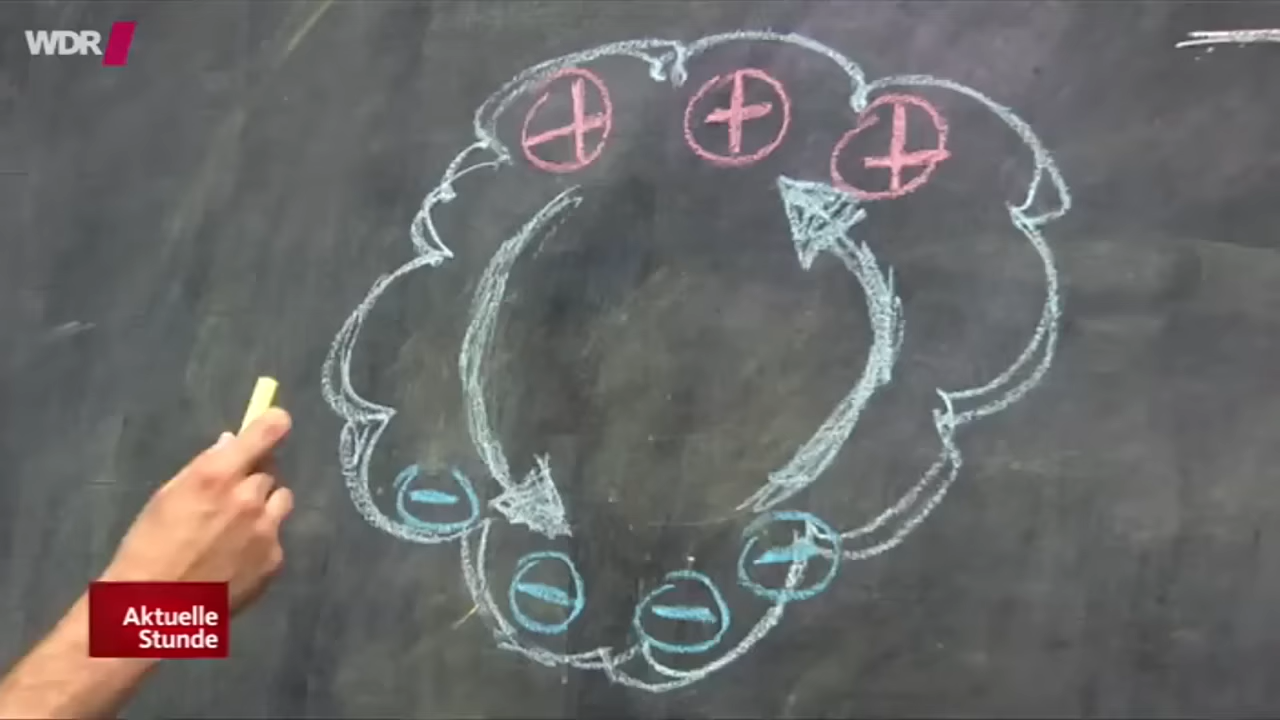 WDR
+ + +
- - - -
Aktuelle
Stunde